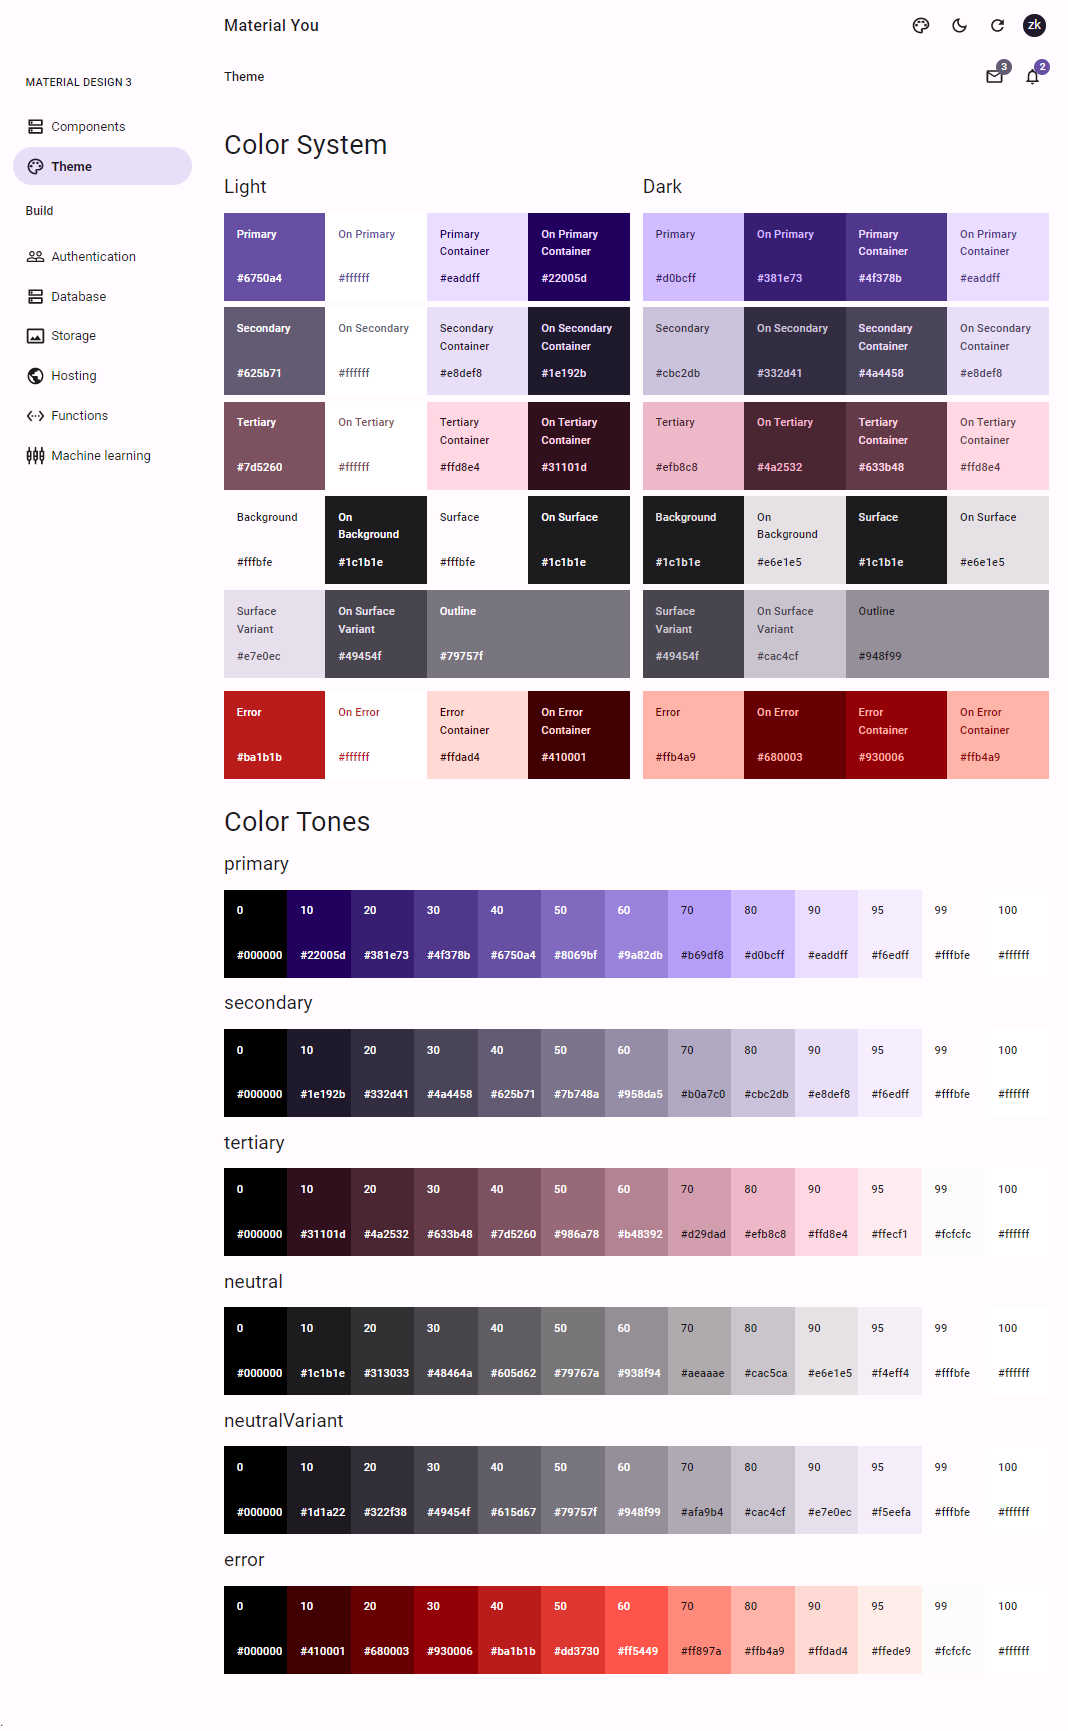 Material You
zk
Theme
3
2
MATERIAL DESIGN 3
Components
Theme
Build
Authentication
Database
Storage
Hosting
Functions
Machine learning
Color System
Light
Primary
#6750a4
On Primary
#ffffff
Primary
Container
#eaddff
On Primary
Container
#22005d
Secondary
#625b71
On Secondary
#ffffff
Secondary
Container
#e8def8
On Secondary
Container
#1e192b
Tertiary
#7d5260
On Tertiary
#ffffff
Tertiary
Container
#ffd8e4
On Tertiary
Container
#31101d
Background
#fffbfe
On
Background
#1c1b1e
Surface
#fffbfe
On Surface
#1c1b1e
Surface
Variant
#e7e0ec
On Surface
Variant
#49454f
Outline
#79757f
Error
#ba1b1b
On Error
#ffffff
Error
Container
#ffdad4
On Error
Container
#410001
Dark
Primary
#d0bcff
On Primary
#381e73
Primary
Container
#4f378b
On Primary
Container
#eaddff
Secondary
#cbc2db
On Secondary
#332d41
Secondary
Container
#4a4458
On Secondary
Container
#e8def8
Tertiary
#efb8c8
On Tertiary
#4a2532
Tertiary
Container
#633b48
On Tertiary
Container
#ffd8e4
Background
#1c1b1e
On
Background
#e6e1e5
Surface
#1c1b1e
On Surface
#e6e1e5
Surface
Variant
#49454f
On Surface
Variant
#cac4cf
Outline
#948f99
Error
#ffb4a9
On Error
#680003
Error
Container
#930006
On Error
Container
#ffb4a9
Color Tones
primary
0 10 20 30 40 50 60 70 80 90 95 99 100
#000000 #22005d #381e73 #4f378b #6750a4 #8069bf #9a82db #b69df8 #d0bcff #eaddff #f6edff #fffbfe #ffffff
secondary
0 10 20 30 40 50 60 70 80 90 95 99 100
#000000 #1e192b #332d41 #4a4458 #625b71 #7b748a #958da5 #b0a7c0 #cbc2db #e8def8 #f6edff #fffbfe #ffffff
tertiary
0 10 20 30 40 50 60 70 80 90 95 99 100
#000000 #31101d #4a2532 #633b48 #7d5260 #986a78 #b48392 #d29dad #efb8c8 #ffd8e4 #ffecf1 #fcfcfc #ffffff
neutral
0 10 20 30 40 50 60 70 80 90 95 99 100
#000000 #1c1b1e #313033 #48464a #605d62 #79767a #938f94 #aeaaae #cac5ca #e6e1e5 #f4eff4 #fffbfe #ffffff
neutralVariant
0 10 20 30 40 50 60 70 80 90 95 99 100
#000000 #1d1a22 #322f38 #49454f #615d67 #79757f #948f99 #afa9b4 #cac4cf #e7e0ec #f5eefa #fffbfe #ffffff
error
0 10 20 30 40 50 60 70 80 90 95 99 100
#000000 #410001 #680003 #930006 #ba1b1b #dd3730 #ff5449 #ff897a #ffb4a9 #ffdad4 #ffede9 #fcfcfc #ffffff
.